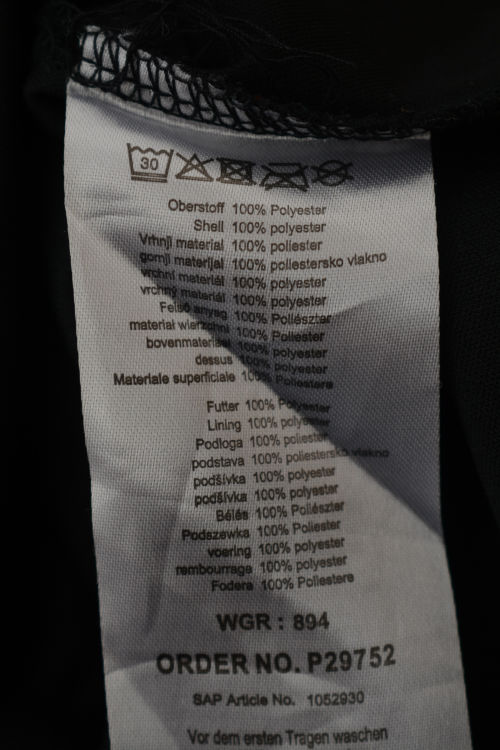 30
Oberstoff 100% Polyester
Shell 100% polyester
Vrhnji material 100% poliester
gornji materijal 100% poliestersko vlakno
vrchní materiál 100% polyester
vrchný materiál 100% polyester
Felső anyag 100% Poliészter
materiał wierzchni 100% Poliester
bovenmateriaal 100% polyester
dessus 100% polyester
Materiale superficiale 100% Poliestere
Futter 100% Polyester
Lining 100% polyester
Podloga 100% poliester
podstava 100% poliestersko vlakno
podšívka 100% polyester
podšívka 100% polyester
Bélés 100% Poliészter
Podszewka 100% Poliester
voering 100% polyester
rembourrage 100% polyester
Fodera 100% Poliestere
WGR : 894
ORDER NO. P29752
SAP Article No. 1052930
Vor dem ersten Tragen waschen